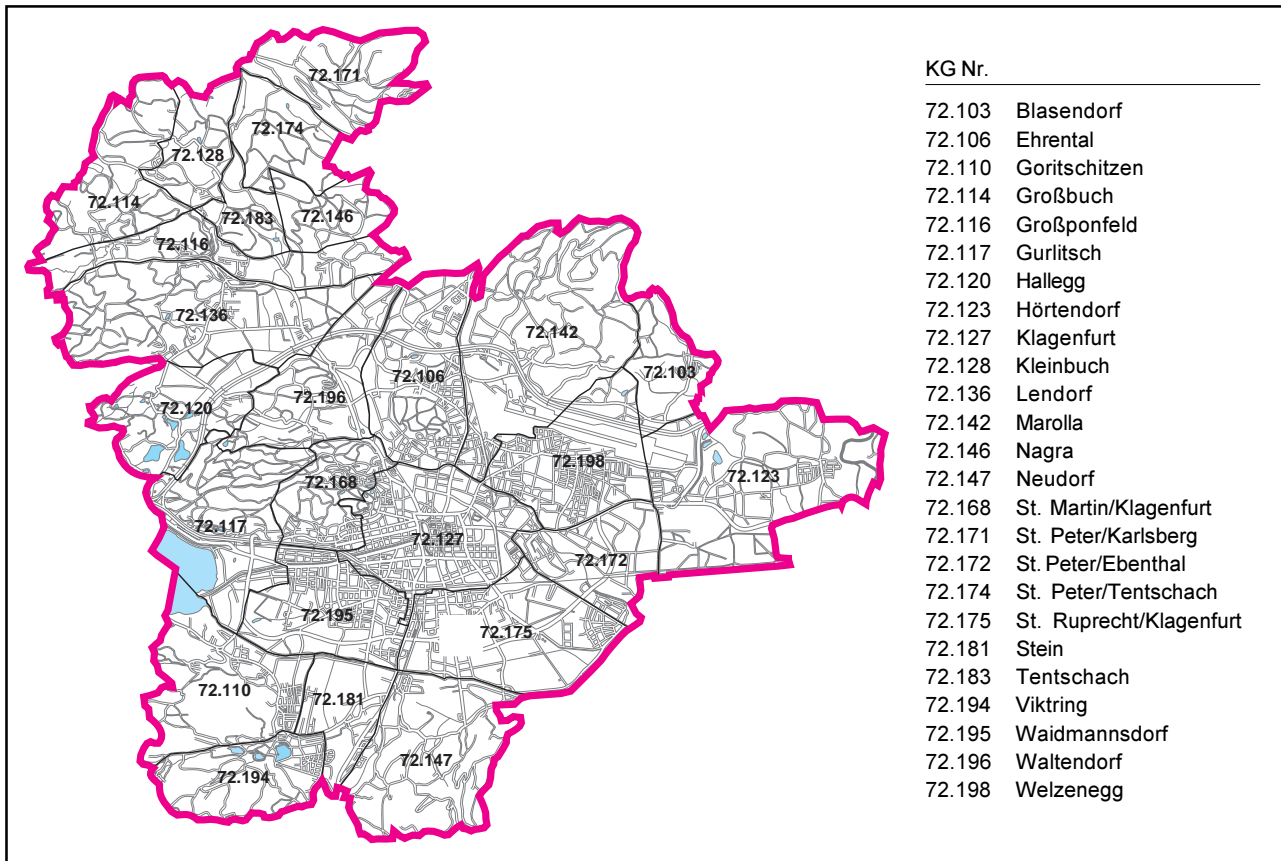 72.171
72.174
72.128
72.114
72.183
72.146
72.116
72.136
72.142
72.103
72.106
72.196
72.120
72.198
72.123
72.168
72.117
72.127
72.172
72.195
72.175
72.110
72.181
72.147
72.194
KG Nr.
72.103 Blasendorf
72.106 Ehrental
72.110 Goritschitzen
72.114 Großbuch
72.116 Großponfeld
72.117 Gurlitsch
72.120 Hallegg
72.123 Hörtendorf
72.127 Klagenfurt
72.128 Kleinbuch
72.136 Lendorf
72.142 Marolla
72.146 Nagra
72.147 Neudorf
72.168 St. Martin/Klagenfurt
72.171 St. Peter/Karlsberg
72.172 St. Peter/Ebenthal
72.174 St. Peter/Tentschach
72.175 St. Ruprecht/Klagenfurt
72.181 Stein
72.183 Tentschach
72.194 Viktring
72.195 Waidmannsdorf
72.196 Waltendorf
72.198 Welzenegg